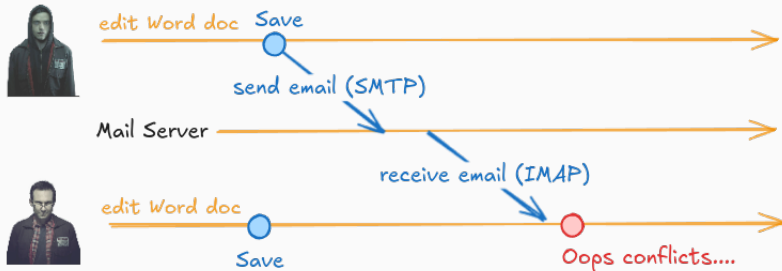 edit Word doc
Save
send email (SMTP)
Mail Server
receive email (IMAP)
edit Word doc
Save
Oops conflicts....